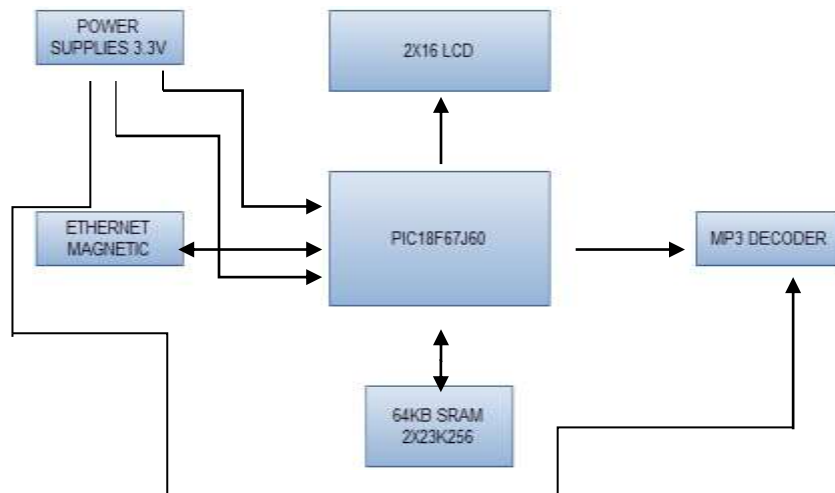 POWER
SUPPLIES 3.3V
2X16 LCD
ETHERNET
MAGNETIC
PIC18F67J60
MP3 DECODER
64KB SRAM
2X23K256